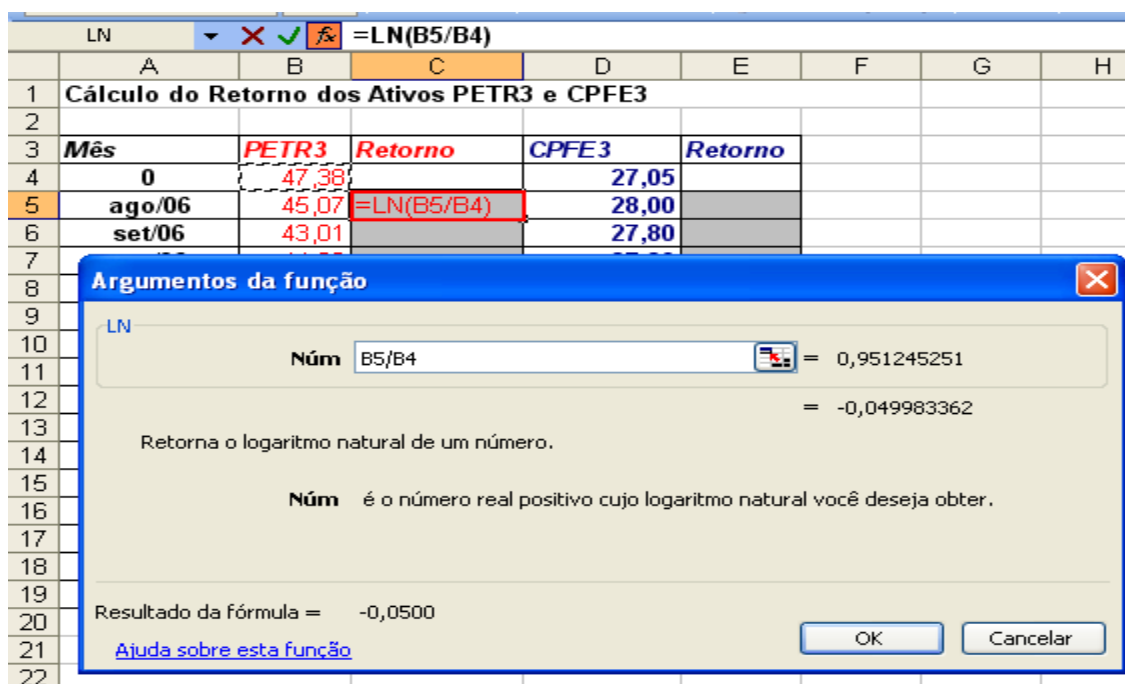 LN =LN(B5/B4)
A B C D E F G H
1 Cálculo do Retorno dos Ativos PETR3 e CPFE3
2
3 Mês PETR3 Retorno CPFE3 Retorno
4 0 47,38 27,05
5 ago/06 45,07 =LN(B5/B4) 28,00
6 set/06 43,01 27,80
7
8 Argumentos da função
9 LN
10 Núm B5/B4 = 0,951245251
11
12 = -0,049983362
13
14 Retorna o logaritmo natural de um número.
15
16 Núm é o número real positivo cujo logaritmo natural você deseja obter.
17
18
19
20 Resultado da fórmula = -0,0500
21 Ajuda sobre esta função OK Cancelar
22